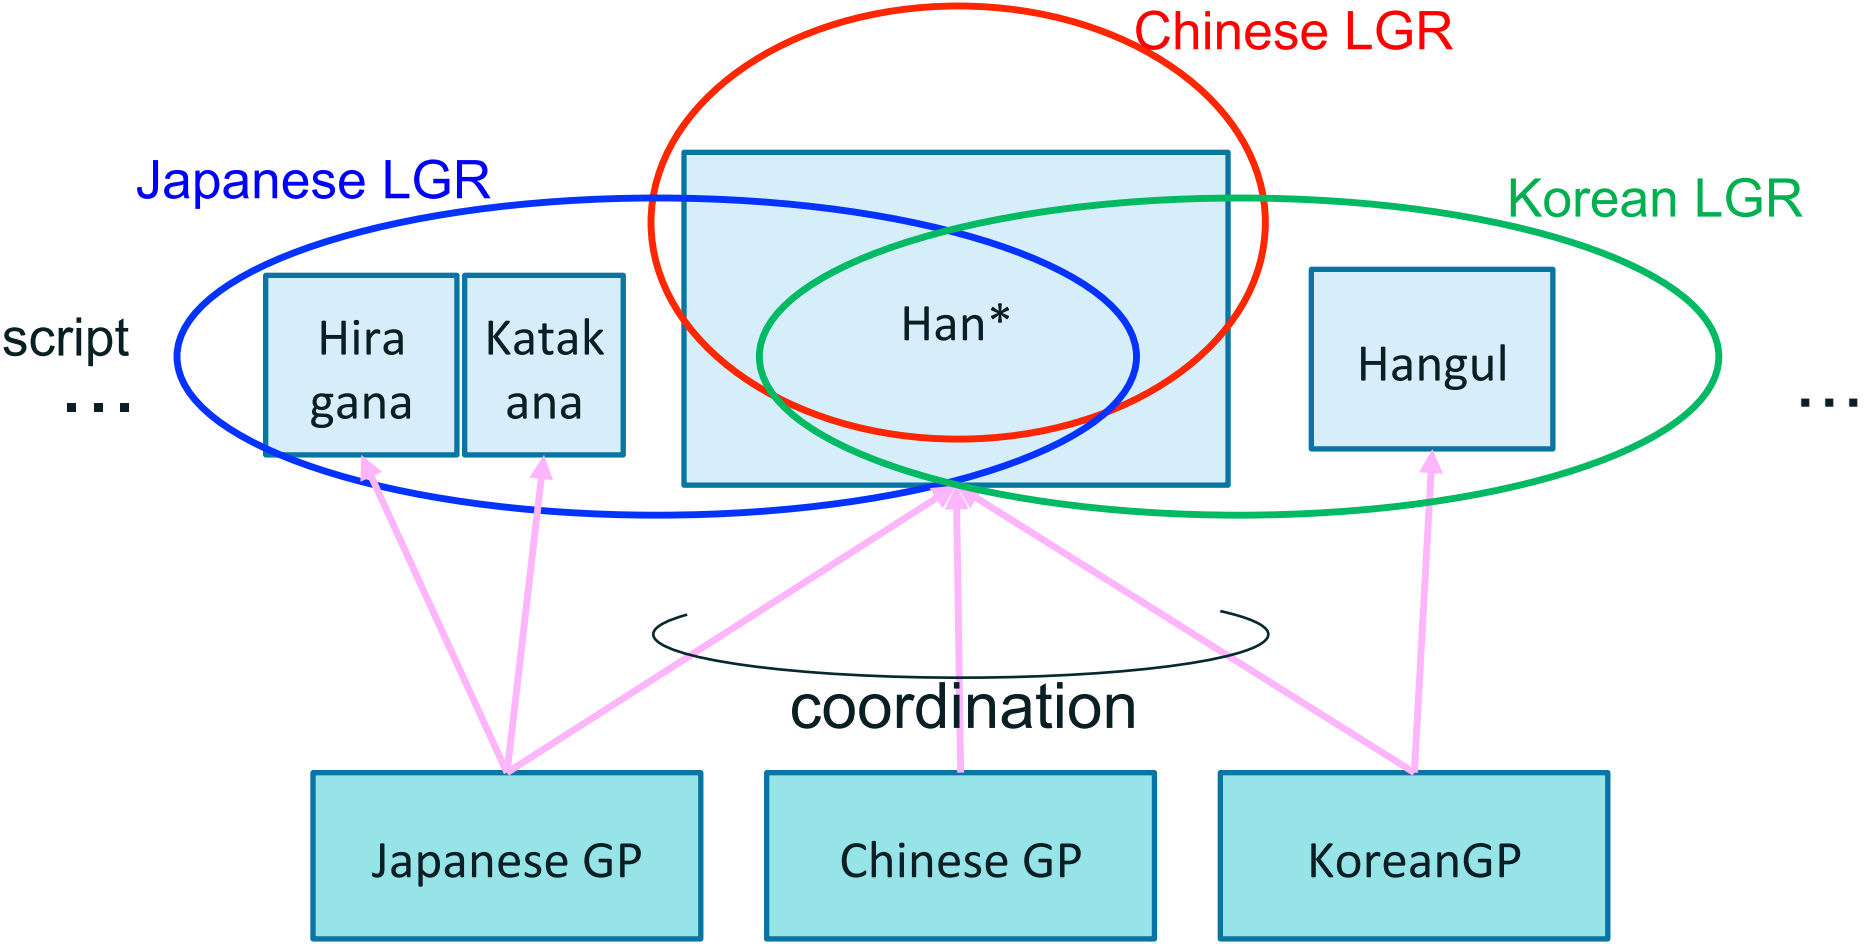 Chinese LGR
Japanese LGR
Korean LGR
script
...
Hira
gana
Katak
ana
Han*
Hangul
...
coordination
Japanese GP
Chinese GP
KoreanGP